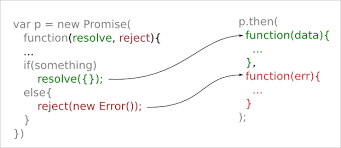 var p = new Promise(
function(resolve, reject){
...
if(something)
resolve({});
else{
reject(new Error());
}
})
p.then(
function(data){
...
},
function(err){
...
}
);